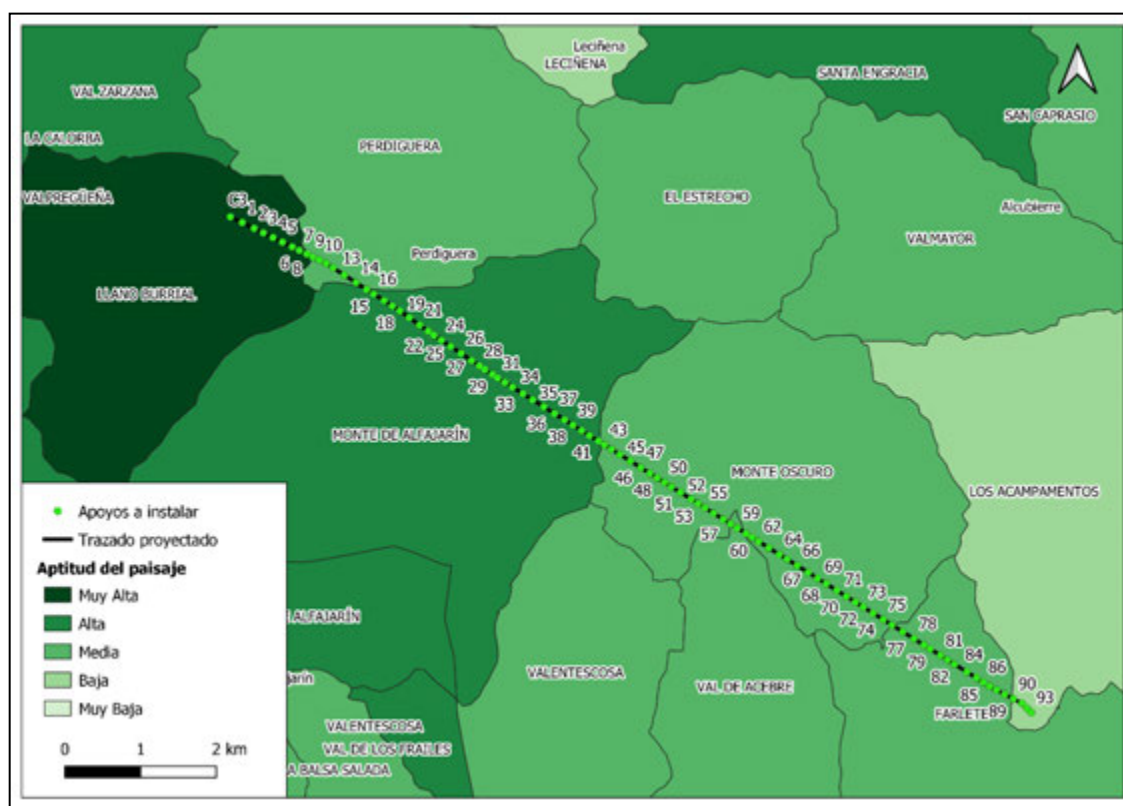 Leciñena
LECIÑENA
SANTA ENGRACIA
VAL ZARZANA
SAN CAPRASIO
LA CALORBA
PERDIGUERA
VALPREGÜEÑA
EL ESTRECHO
Alcubierre
VALMAYOR
C3 1 2 3 4 5
7 9 10
6 8
Perdiguera
13 14 16
LLANO BURRIAL
15 18
19 21 24 26 28 31 34 35 37 39
22 25 27 29 33 36 38 41
MONTE DE ALFAJARÍN
43 45 47 50 52 55
46 48 51 53 57 60
MONTE OSCURO
LOS ACAMPAMENTOS
59 62 64 66 69 71 73 75
67 68 70 72 74
78 81 84 86 90 93
77 79 82 85 89
FARLETE
VALENTESCOSA
VAL DE ACEBRE
Apoyos a instalar
Trazado proyectado
Aptitud del paisaje
Muy Alta
Alta
Media
Baja
Muy Baja
0 1 2 km
E ALFAJARÍN
jarín
VALENTESCOSA
VAL DE LOS FRAILES
A BALSA SALADA